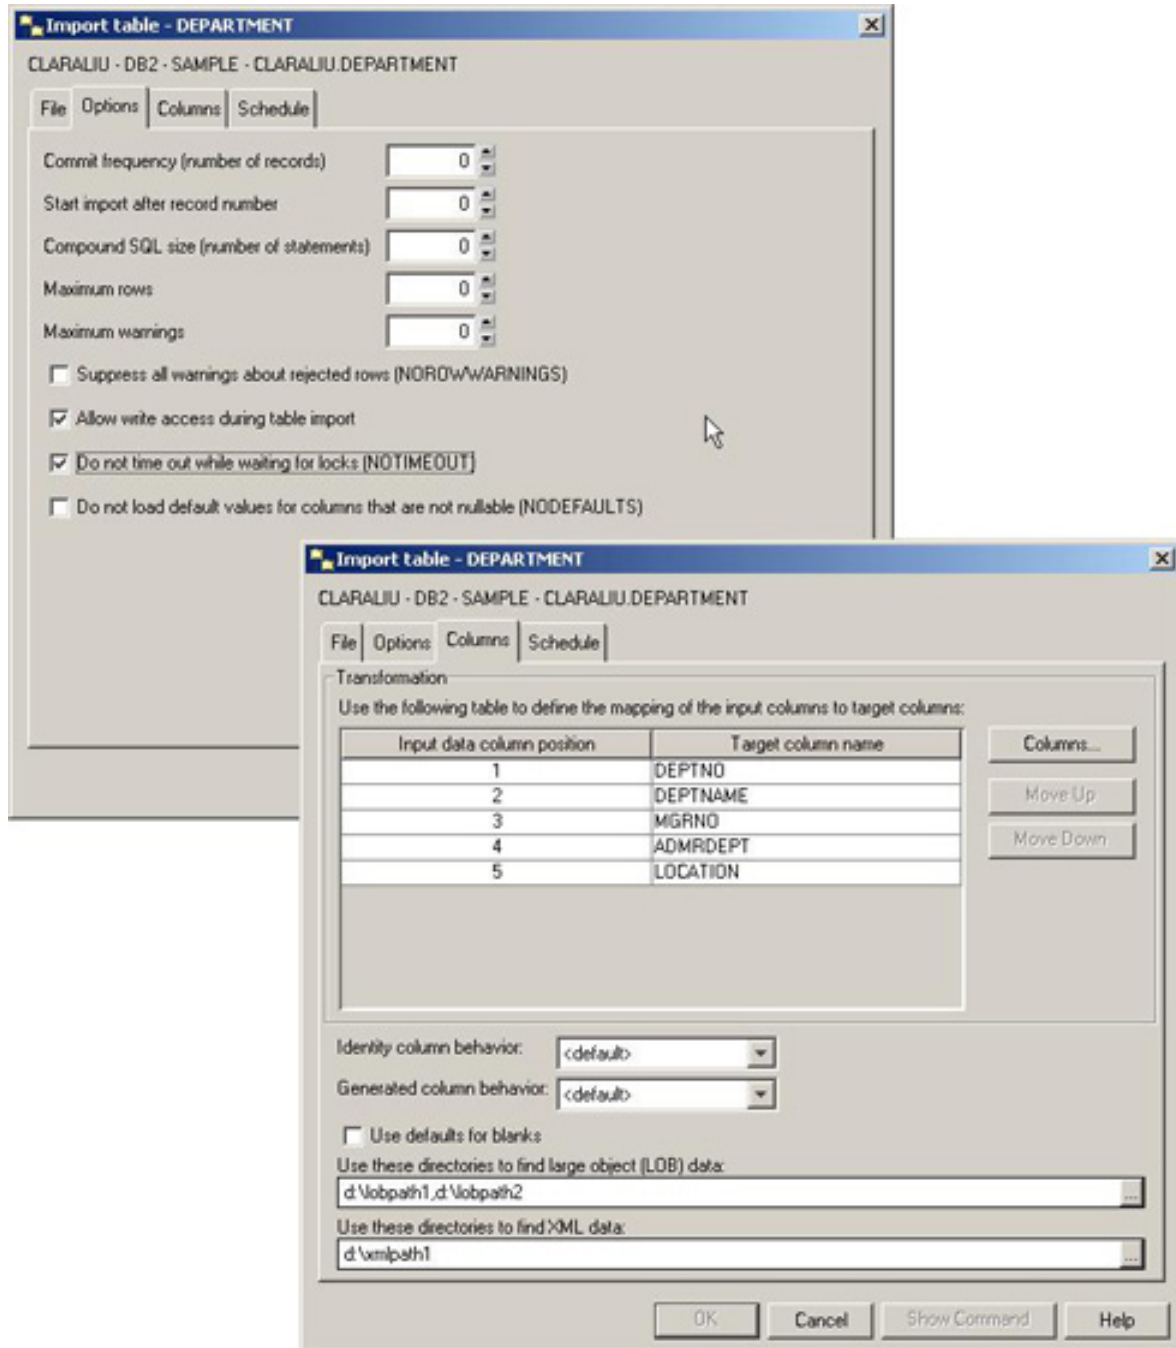 Import table - DEPARTMENT
CLARALIU - DB2 - SAMPLE - CLARALIU.DEPARTMENT
File Options Columns Schedule
Commit frequency (number of records) 0
Start import after record number 0
Compound SQL size (number of statements) 0
Maximum rows 0
Maximum warnings 0
Suppress all warnings about rejected rows (NOROWWARNINGS)
Allow write access during table import
Do not time out while waiting for locks (NOTIMEOUT)
Do not load default values for columns that are not nullable (NODEFAULTS)
Import table - DEPARTMENT
CLARALIU - DB2 - SAMPLE - CLARALIU.DEPARTMENT
File Options Columns Schedule
Transformation
Use the following table to define the mapping of the input columns to target columns:
Input data column position Target column name Columns...
1 DEPTNO
2 DEPTNAME Move Up
3 MGRNO
4 ADMRDEPT Move Down
5 LOCATION
Identity column behavior: <default>
Generated column behavior: <default>
Use defaults for blanks
Use these directories to find large object (LOB) data:
d:\lobpath1,d:\lobpath2 ...
Use these directories to find XML data:
d:\xmlpath1 ...
OK Cancel Show Command Help